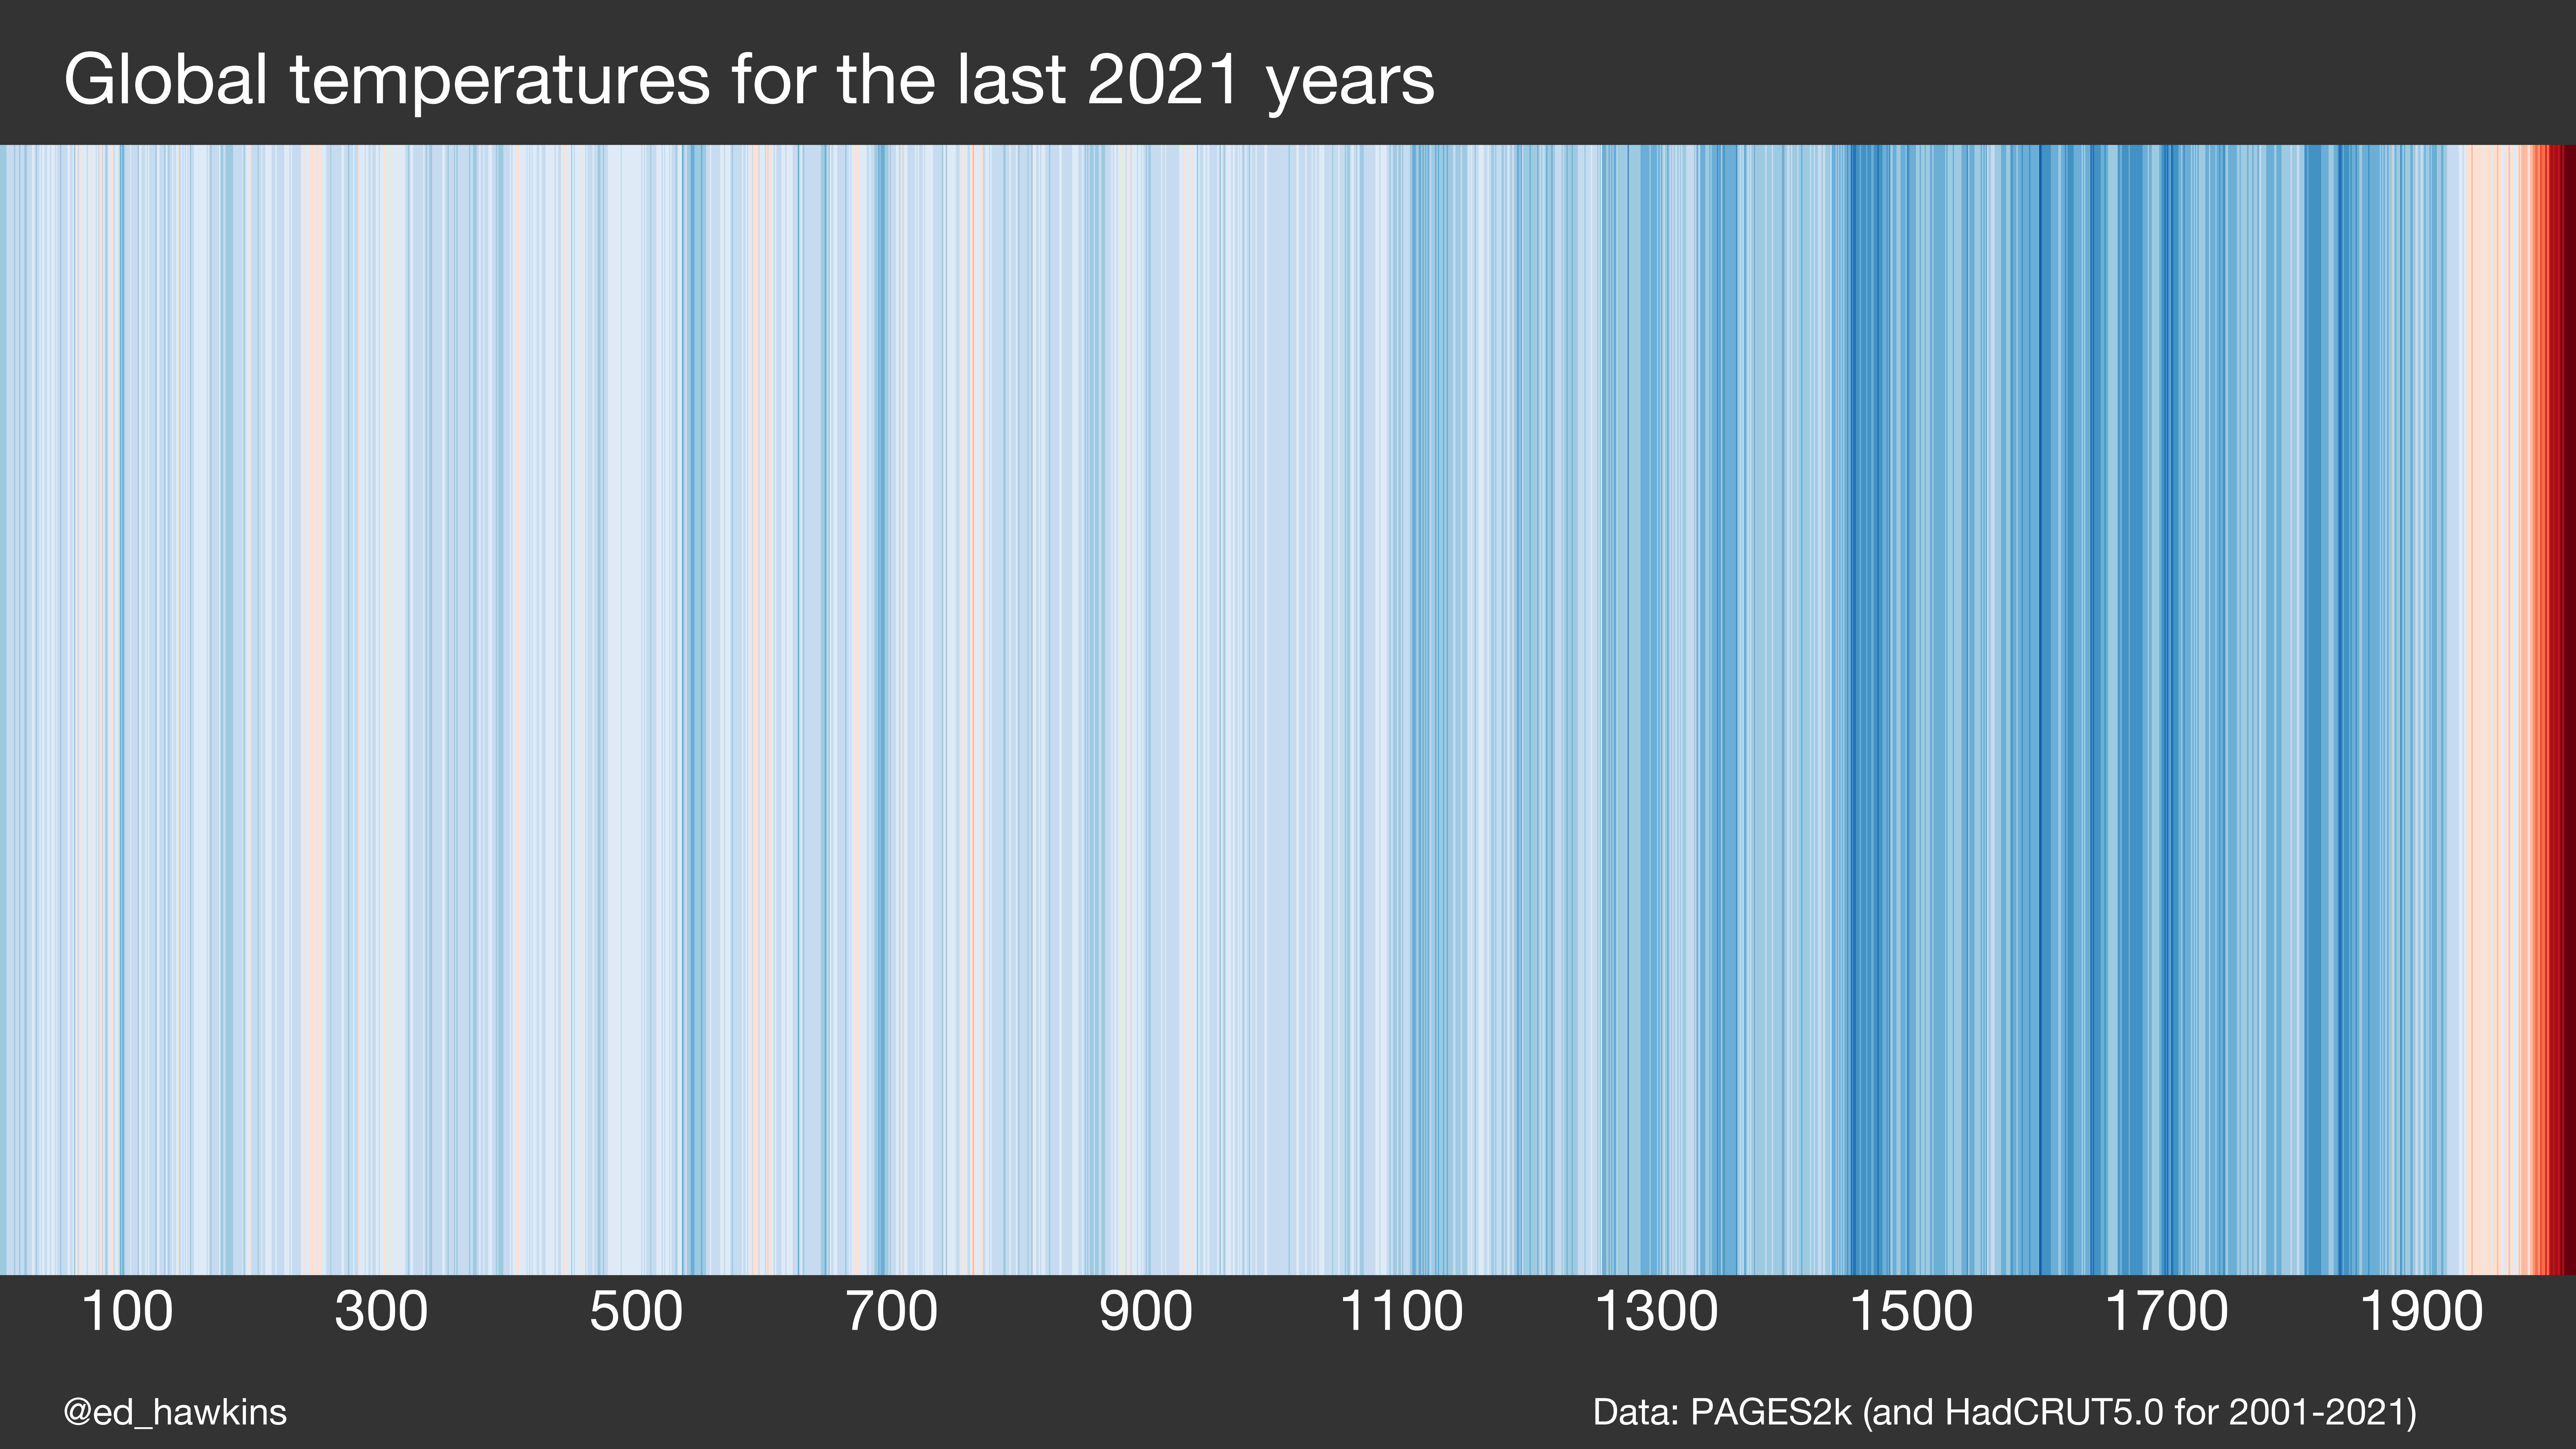 Global temperatures for the last 2021 years
100 300 500 700 900 1100 1300 1500 1700 1900
@ed_hawkins
Data: PAGES2k (and HadCRUT5.0 for 2001-2021)